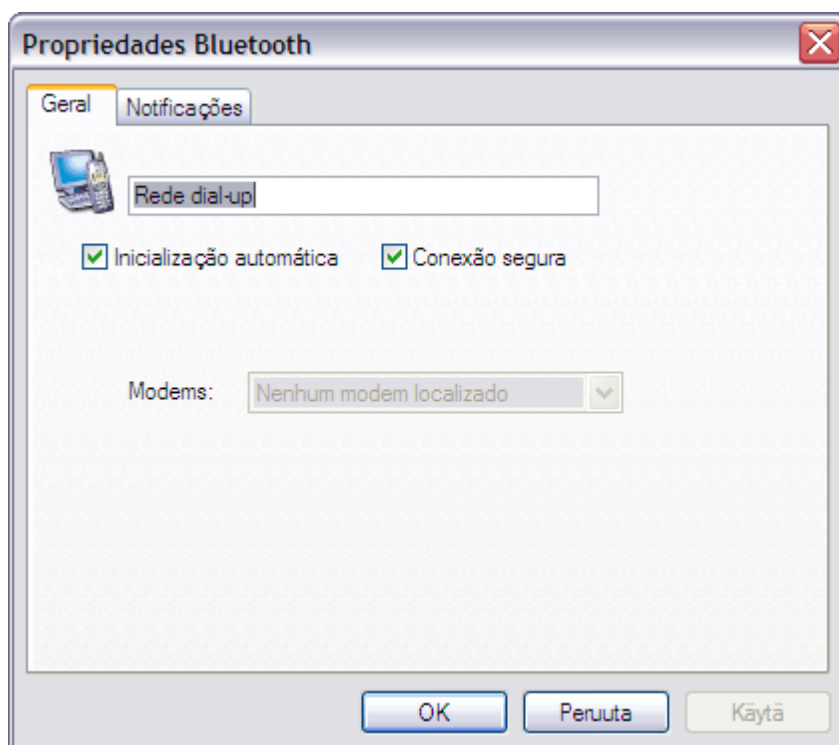 Propriedades Bluetooth
Geral Notificações
Rede dial-up
Inicialização automática Conexão segura
Modems: Nenhum modem localizado
OK Peruuta Käytä